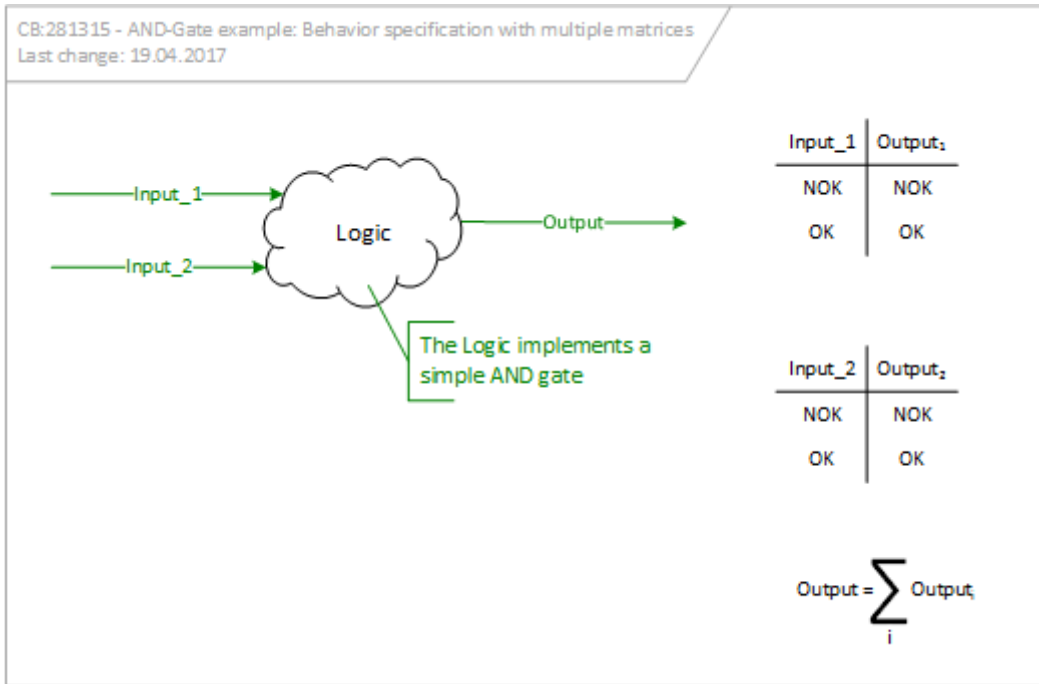 CB:281315 - AND-Gate example: Behavior specification with multiple matrices
Last change: 19.04.2017
Input_1
Input_2
Logic
Output
The Logic implements a
simple AND gate
Input_1 Output₁
NOK NOK
OK OK
Input_2 Output₂
NOK NOK
OK OK
Output = ∑ Outputᵢ
i